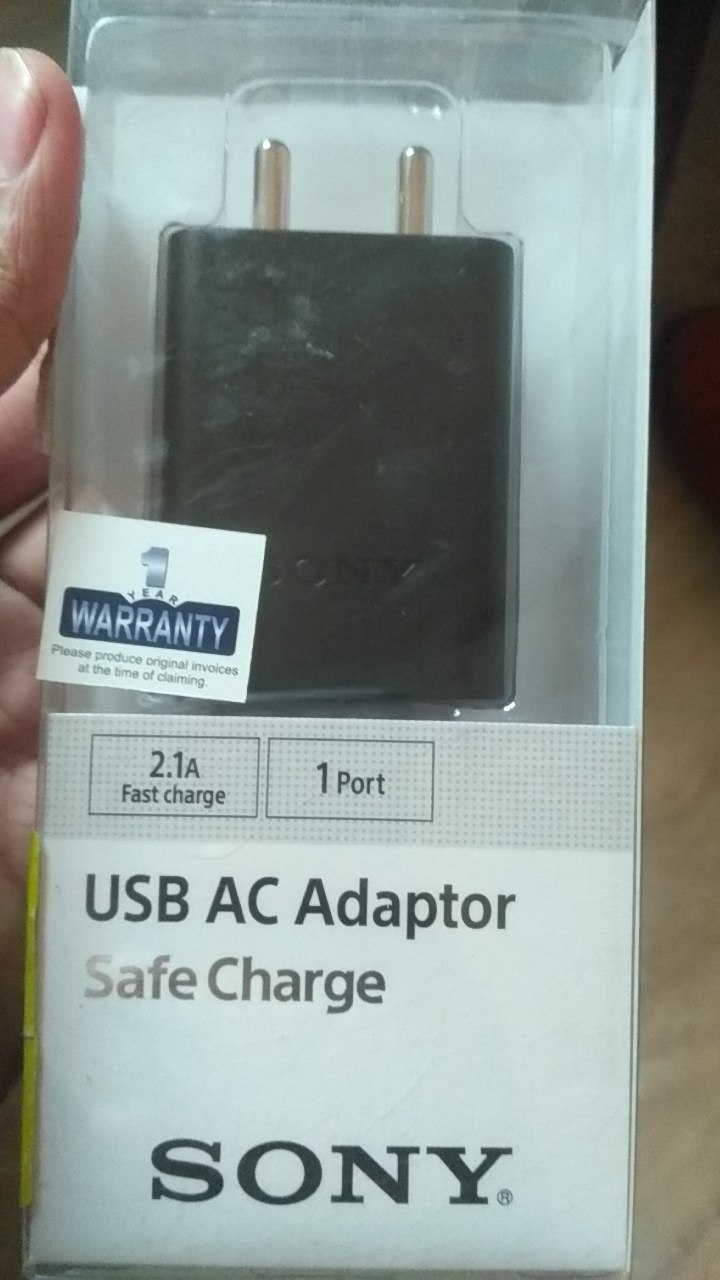 SONY
1
YEAR
WARRANTY
Please produce original invoices
at the time of claiming.
2.1A
Fast charge
1 Port
USB AC Adaptor
Safe Charge
SONY®